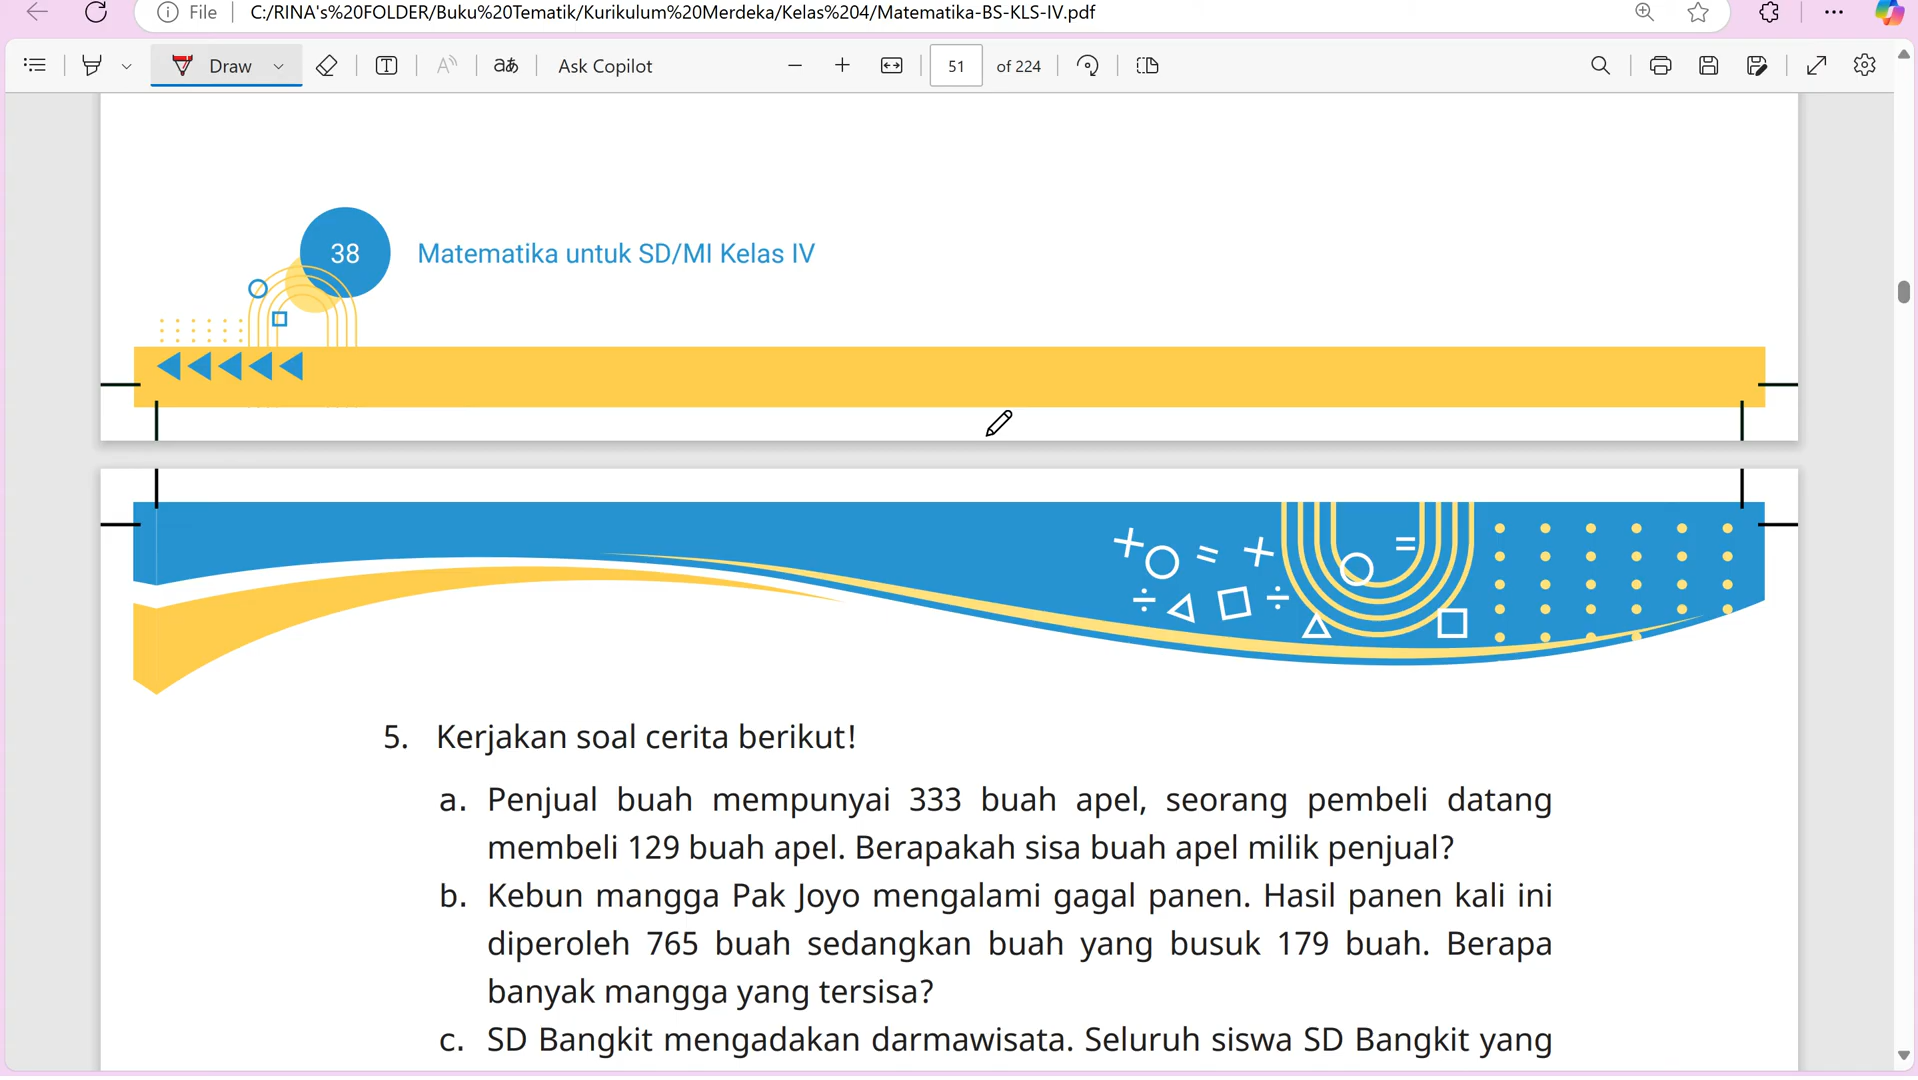 File
C:/RINA's%20FOLDER/Buku%20Tematik/Kurikulum%20Merdeka/Kelas%204/Matematika-BS-KLS-IV.pdf
Draw
aあ
Ask Copilot
51 of 224
38 Matematika untuk SD/MI Kelas IV
5. Kerjakan soal cerita berikut!
a. Penjual buah mempunyai 333 buah apel, seorang pembeli datang
membeli 129 buah apel. Berapakah sisa buah apel milik penjual?
b. Kebun mangga Pak Joyo mengalami gagal panen. Hasil panen kali ini
diperoleh 765 buah sedangkan buah yang busuk 179 buah. Berapa
banyak mangga yang tersisa?
c. SD Bangkit mengadakan darmawisata. Seluruh siswa SD Bangkit yang